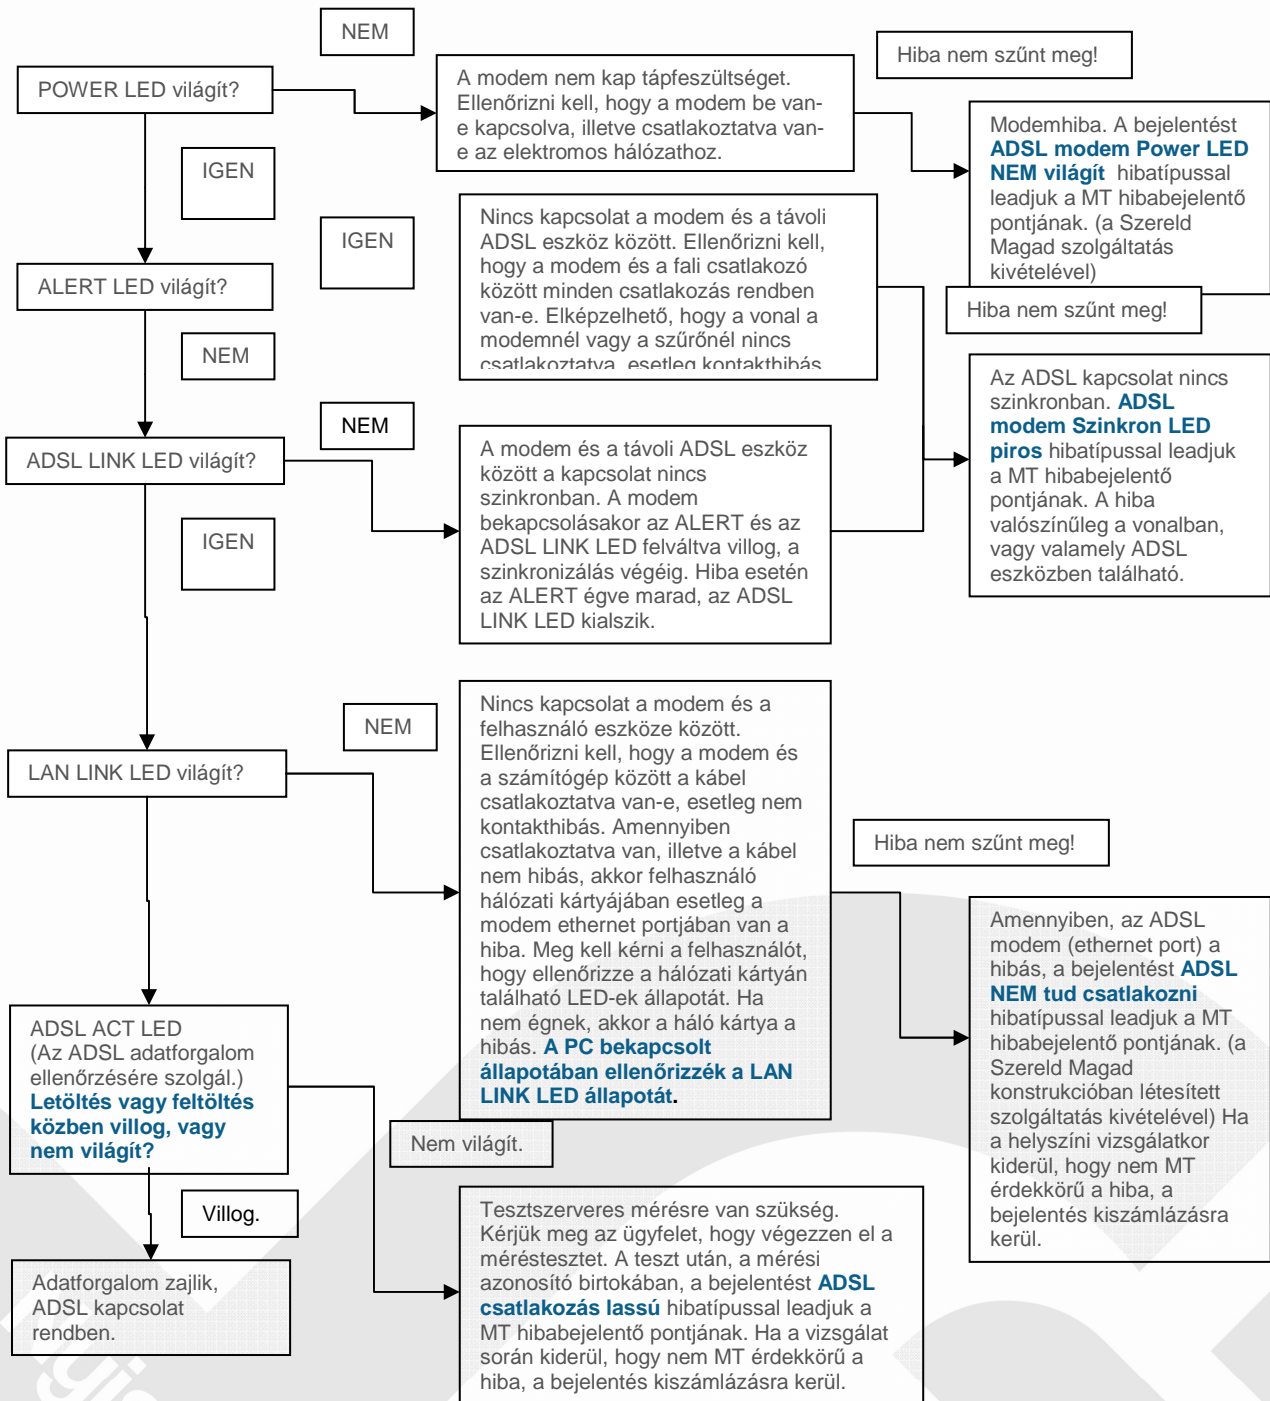 NEM
Hiba nem szűnt meg!
POWER LED világít?
A modem nem kap tápfeszültséget.
Ellenőrizni kell, hogy a modem be van-
e kapcsolva, illetve csatlakoztatva van-
e az elektromos hálózathoz.
Modemhiba. A bejelentést
ADSL modem Power LED
NEM világít hibatípussal
leadjuk a MT hibabejelentő
pontjának. (a Szereld
Magad szolgáltatás
kivételével)
IGEN
IGEN
Nincs kapcsolat a modem és a távoli
ADSL eszköz között. Ellenőrizni kell,
hogy a modem és a fali csatlakozó
között minden csatlakozás rendben
van-e. Elképzelhető, hogy a vonal a
modemnél vagy a szűrőnél nincs
csatlakoztatva, esetleg kontakthibás
ALERT LED világít?
Hiba nem szűnt meg!
NEM
Az ADSL kapcsolat nincs
szinkronban. ADSL
modem Szinkron LED
piros hibatípussal leadjuk
a MT hibabejelentő
pontjának. A hiba
valószínűleg a vonalban,
vagy valamely ADSL
eszközben található.
NEM
ADSL LINK LED világít?
A modem és a távoli ADSL eszköz
között a kapcsolat nincs
szinkronban. A modem
bekapcsolásakor az ALERT és az
ADSL LINK LED felváltva villog, a
szinkronizálás végéig. Hiba esetén
az ALERT égve marad, az ADSL
LINK LED kialszik.
IGEN
NEM
LAN LINK LED világít?
Nincs kapcsolat a modem és a
felhasználó eszköze között.
Ellenőrizni kell, hogy a modem és
a számítógép között a kábel
csatlakoztatva van-e, esetleg nem
kontakthibás. Amennyiben
csatlakoztatva van, illetve a kábel
nem hibás, akkor felhasználó
hálózati kártyájában esetleg a
modem ethernet portjában van a
hiba. Meg kell kérni a felhasználót,
hogy ellenőrizze a hálózati kártyán
található LED-ek állapotát. Ha
nem égnek, akkor a háló kártya a
hibás. A PC bekapcsolt
állapotában ellenőrizzék a LAN
LINK LED állapotát.
Hiba nem szűnt meg!
Amennyiben, az ADSL
modem (ethernet port) a
hibás, a bejelentést ADSL
NEM tud csatlakozni
hibatípussal leadjuk a MT
hibabejelentő pontjának. (a
Szereld Magad
konstrukcióban létesített
szolgáltatás kivételével) Ha
a helyszíni vizsgálatkor
kiderül, hogy nem MT
érdekkörű a hiba, a
bejelentés kiszámlázásra
kerül.
ADSL ACT LED
(Az ADSL adatforgalom
ellenőrzésére szolgál.)
Letöltés vagy feltöltés
közben villog, vagy
nem világít?
Nem világít.
Villog.
Tesztszerveres mérésre van szükség.
Kérjük meg az ügyfelet, hogy végezzen el a
méréstesztet. A teszt után, a mérési
azonosító birtokában, a bejelentést ADSL
csatlakozás lassú hibatípussal leadjuk a
MT hibabejelentő pontjának. Ha a vizsgálat
során kiderül, hogy nem MT érdekkörű a
hiba, a bejelentés kiszámlázásra kerül.
Adatforgalom zajlik,
ADSL kapcsolat
rendben.